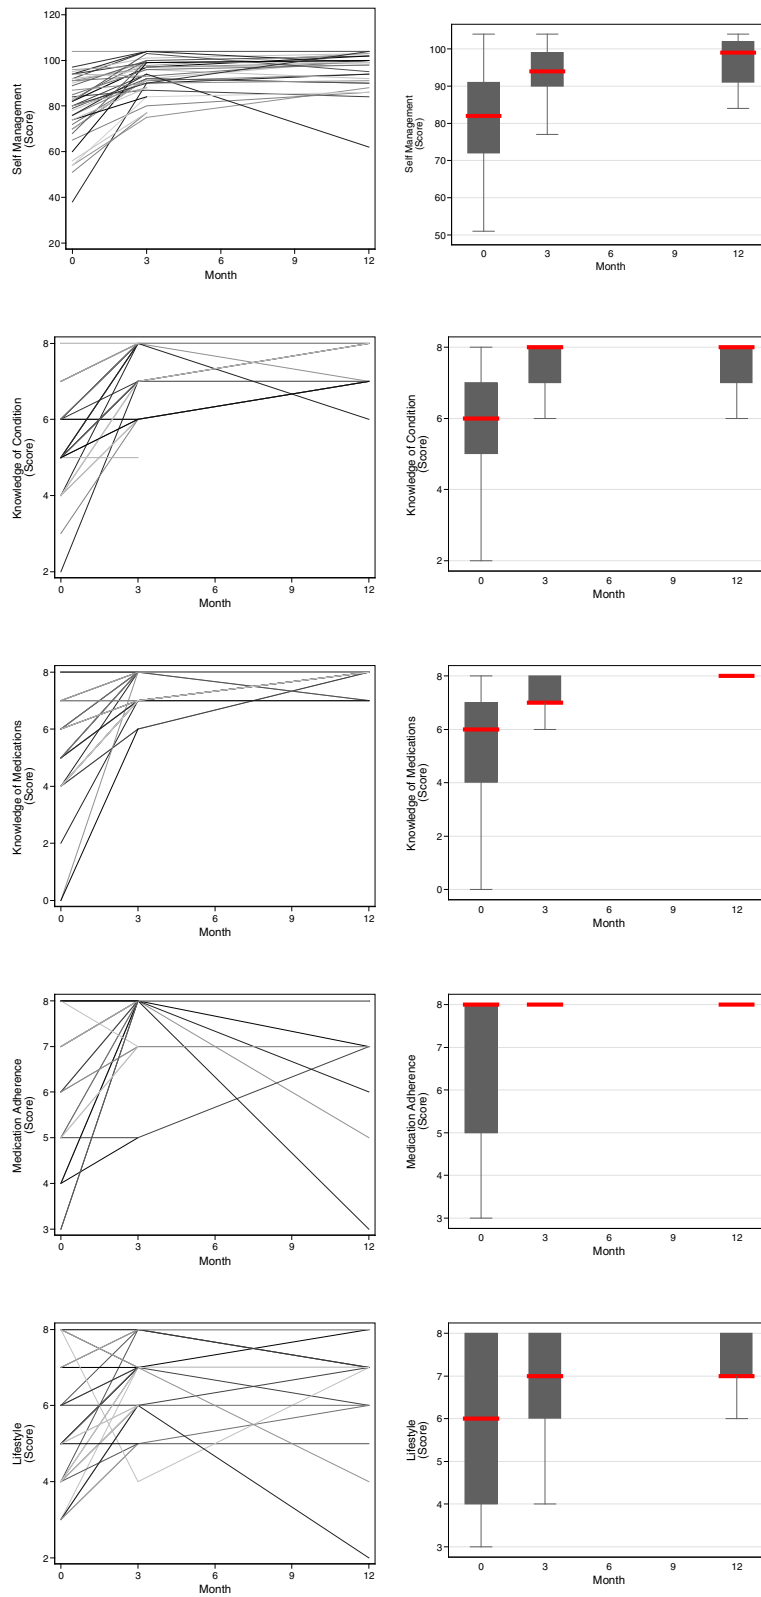 120
100
80
60
40
20
Self Management
(Score)
0 3 6 9 12
Month
100
90
80
70
60
50
Self Management
(Score)
0 3 6 9 12
Month
8
6
4
2
Knowledge of Condition
(Score)
0 3 6 9 12
Month
8
6
4
2
Knowledge of Condition
(Score)
0 3 6 9 12
Month
8
6
4
2
0
Knowledge of Medications
(Score)
0 3 6 9 12
Month
8
6
4
2
0
Knowledge of Medications
(Score)
0 3 6 9 12
Month
8
7
6
5
4
3
Medication Adherence
(Score)
0 3 6 9 12
Month
8
7
6
5
4
3
Medication Adherence
(Score)
0 3 6 9 12
Month
8
6
4
2
Lifestyle
(Score)
0 3 6 9 12
Month
8
7
6
5
4
3
Lifestyle
(Score)
0 3 6 9 12
Month